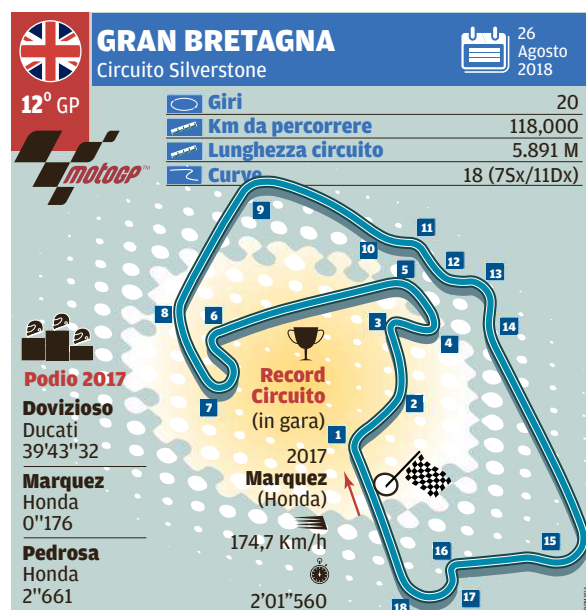 GRAN BRETAGNA
Circuito Silverstone
26
Agosto
2018
12° GP
motoGP™
Giri 20
Km da percorrere 118,000
Lunghezza circuito 5.891 M
Curve 18 (7Sx/11Dx)
9
11
10
12
13
5
8
6
3
4
14
7
2
1
Podio 2017
Dovizioso
Ducati
39'43"32
Marquez
Honda
0"176
Pedrosa
Honda
2"661
Record
Circuito
(in gara)
2017
Marquez
(Honda)
174,7 Km/h
2'01"560
16
15
17
18